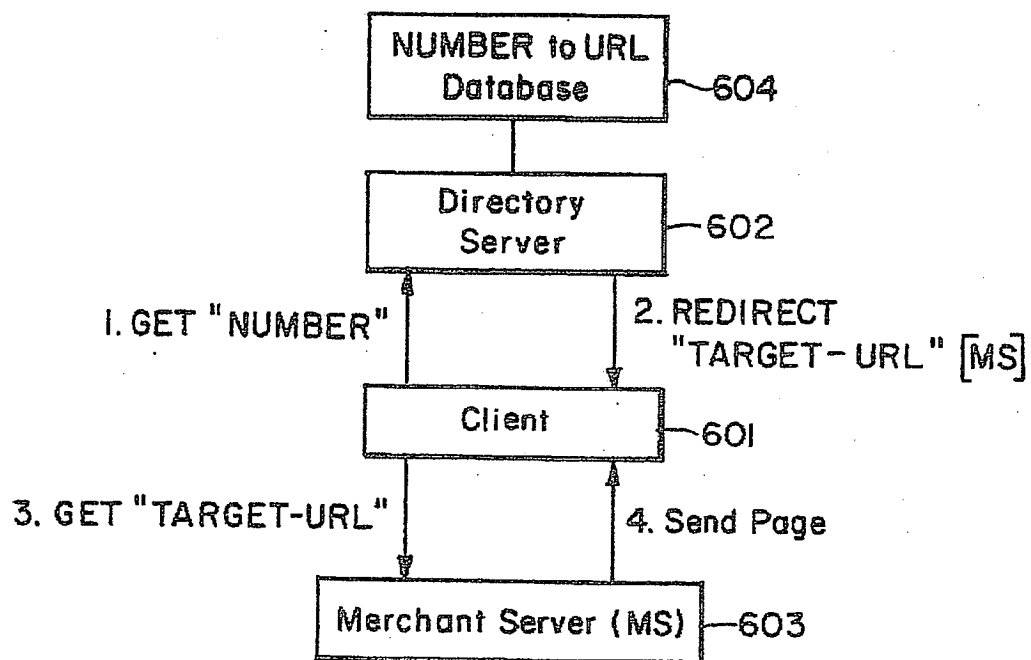 NUMBER to URL
Database
604
Directory
Server
602
1. GET "NUMBER"
2. REDIRECT
"TARGET-URL" [MS]
Client
601
3. GET "TARGET-URL"
4. Send Page
Merchant Server (MS)
603